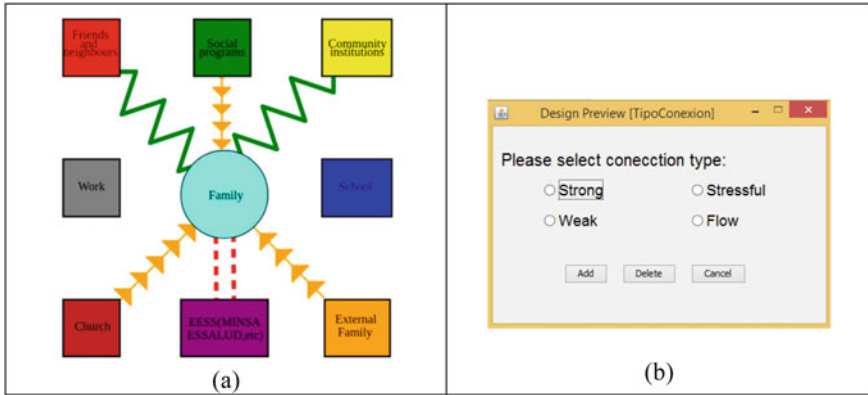 Friends
and
neighbours
Social
programs
Community
institutions
Work
Family
School
Church
EESS(MINSA
ESSALUD,etc)
External
Family
(a)
Design Preview [TipoConexion]
Please select conecction type:
Strong
Stressful
Weak
Flow
Add
Delete
Cancel
(b)